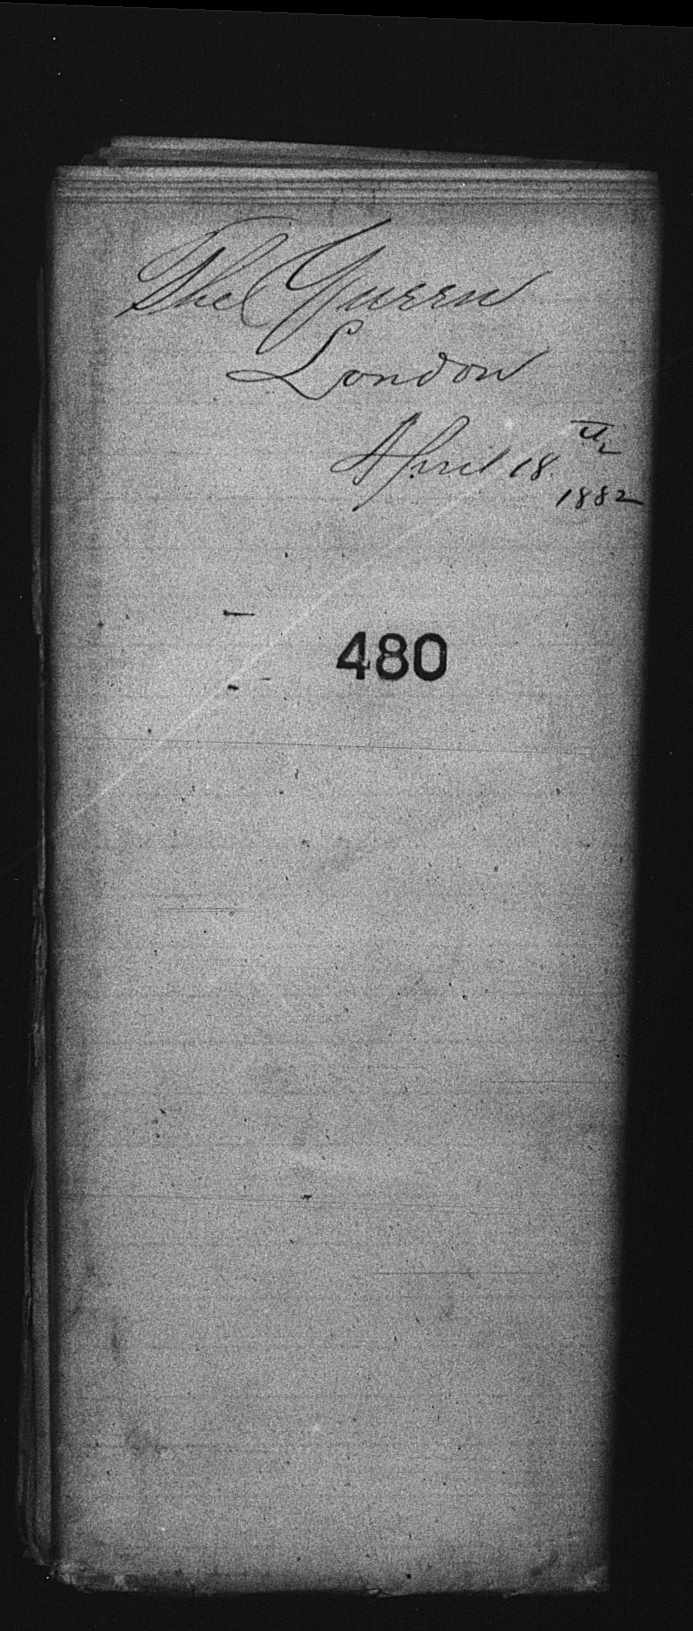 The Queen
London
April 18th
1882
480